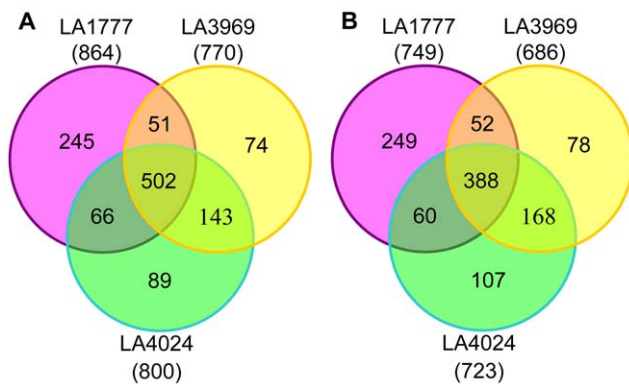 A
LA1777
(864)
LA3969
(770)
245
51
74
502
66
143
89
LA4024
(800)
B
LA1777
(749)
LA3969
(686)
249
52
78
388
60
168
107
LA4024
(723)